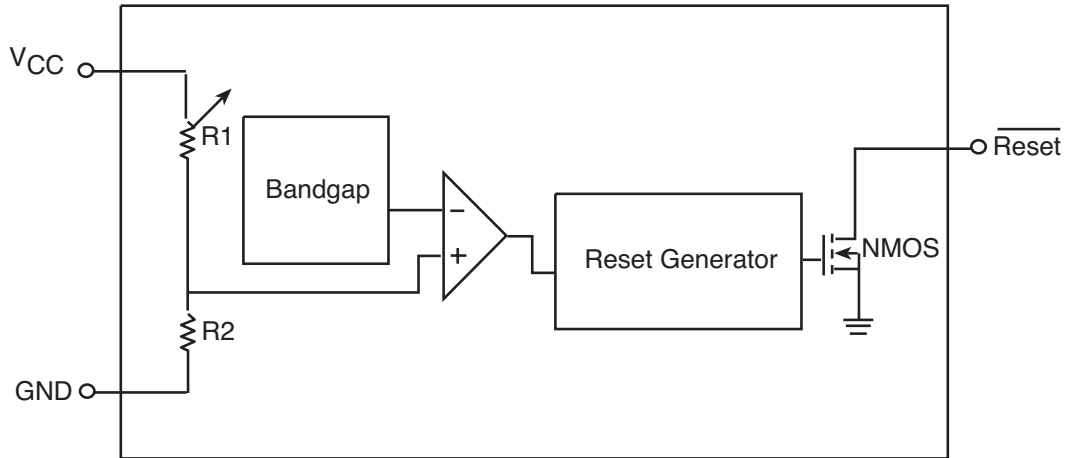 VCC
R1
Bandgap
−
+
R2
GND
Reset Generator
NMOS
Reset